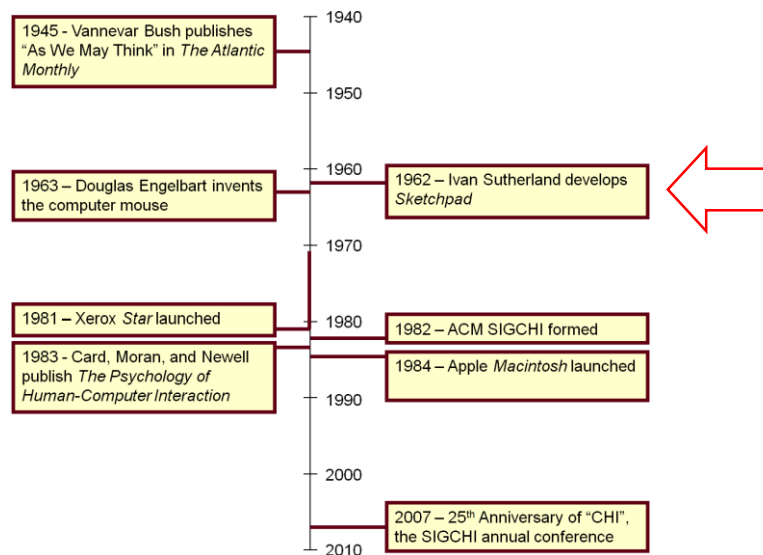 1940
1945 - Vannevar Bush publishes
“As We May Think” in The Atlantic
Monthly
1950
1960
1962 – Ivan Sutherland develops
Sketchpad
1963 – Douglas Engelbart invents
the computer mouse
1970
1981 – Xerox Star launched
1980
1982 – ACM SIGCHI formed
1983 - Card, Moran, and Newell
publish The Psychology of
Human-Computer Interaction
1984 – Apple Macintosh launched
1990
2000
2007 – 25th Anniversary of “CHI”,
the SIGCHI annual conference
2010